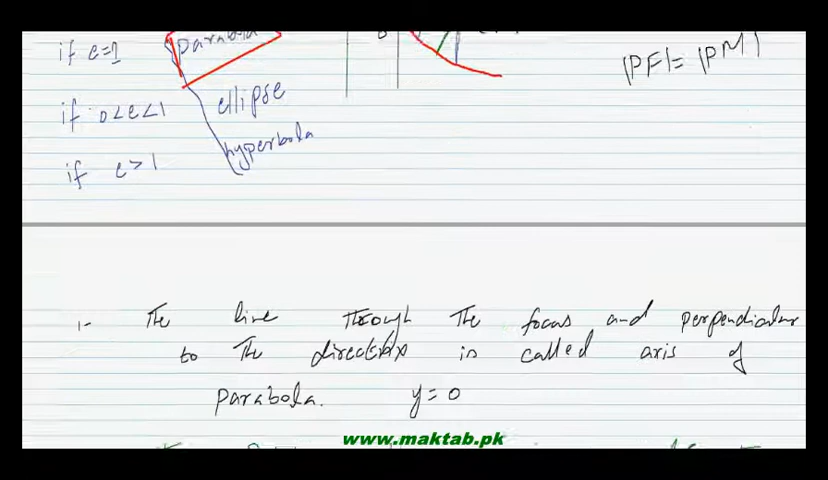 if e=1 parabola
|PF|= |PM|
if 0<e<1 ellipse
if e>1 hyperbola
1- The line through the focus and perpendicular
to the directrix is called axis of
parabola. y=0
www.maktab.pk